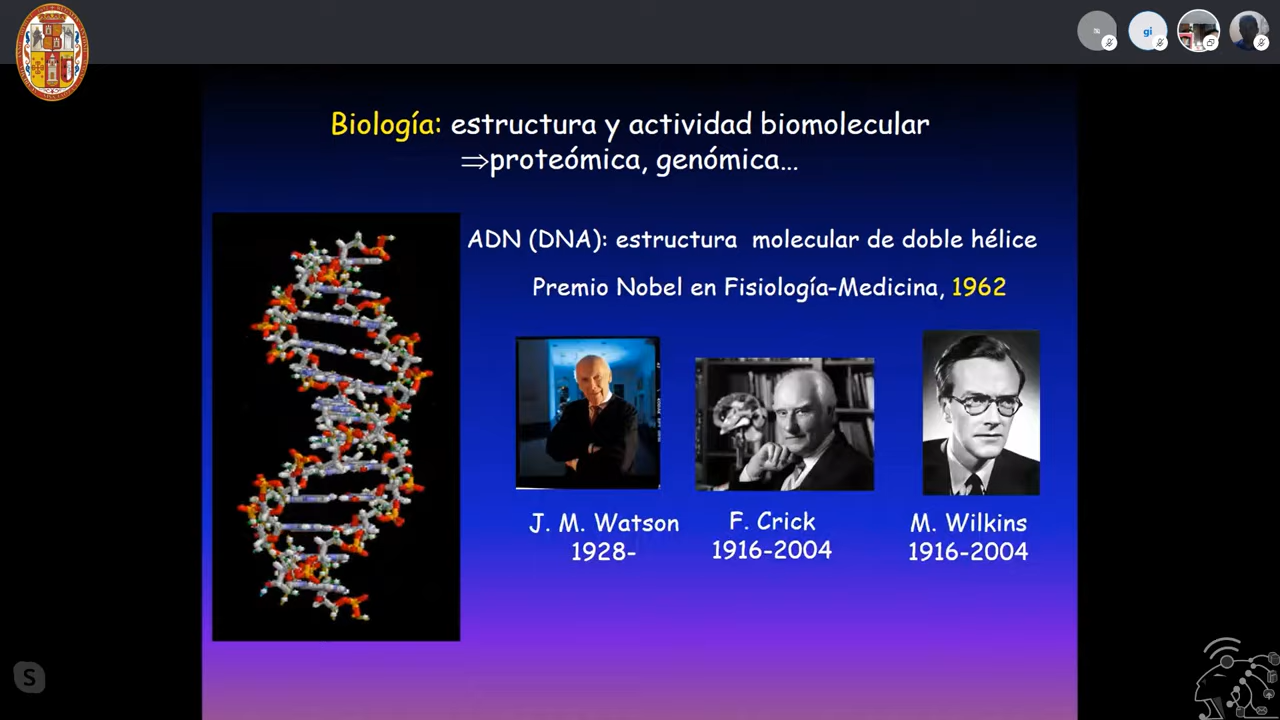 gi
Biología: estructura y actividad biomolecular
⇒proteómica, genómica...
ADN (DNA): estructura molecular de doble hélice
Premio Nobel en Fisiología-Medicina, 1962
J. M. Watson
1928-
F. Crick
1916-2004
M. Wilkins
1916-2004
S